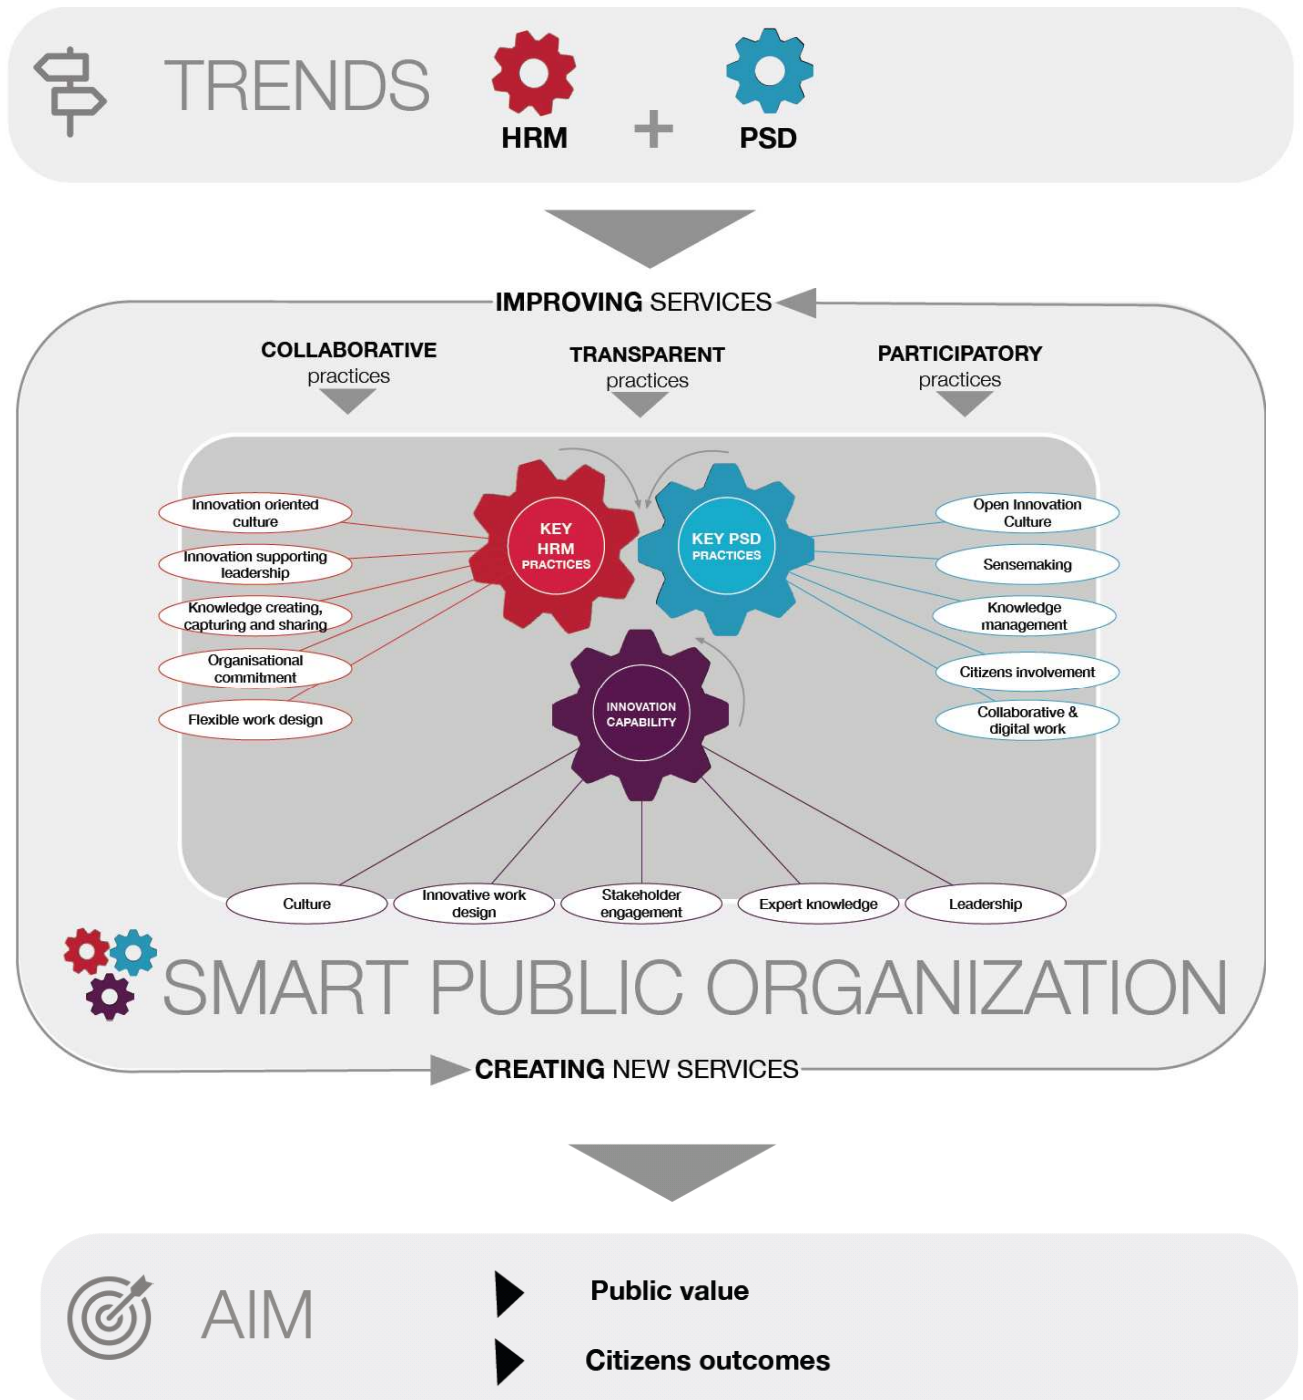 TRENDS
HRM
+
PSD
IMPROVING SERVICES
COLLABORATIVE
practices
TRANSPARENT
practices
PARTICIPATORY
practices
KEY
HRM
PRACTICES
KEY PSD
PRACTICES
INNOVATION
CAPABILITY
Innovation oriented
culture
Innovation supporting
leadership
Knowledge creating,
capturing and sharing
Organisational
commitment
Flexible work design
Open Innovation
Culture
Sensemaking
Knowledge
management
Citizens involvement
Collaborative &
digital work
Culture
Innovative work
design
Stakeholder
engagement
Expert knowledge
Leadership
SMART PUBLIC ORGANIZATION
CREATING NEW SERVICES
AIM
Public value
Citizens outcomes